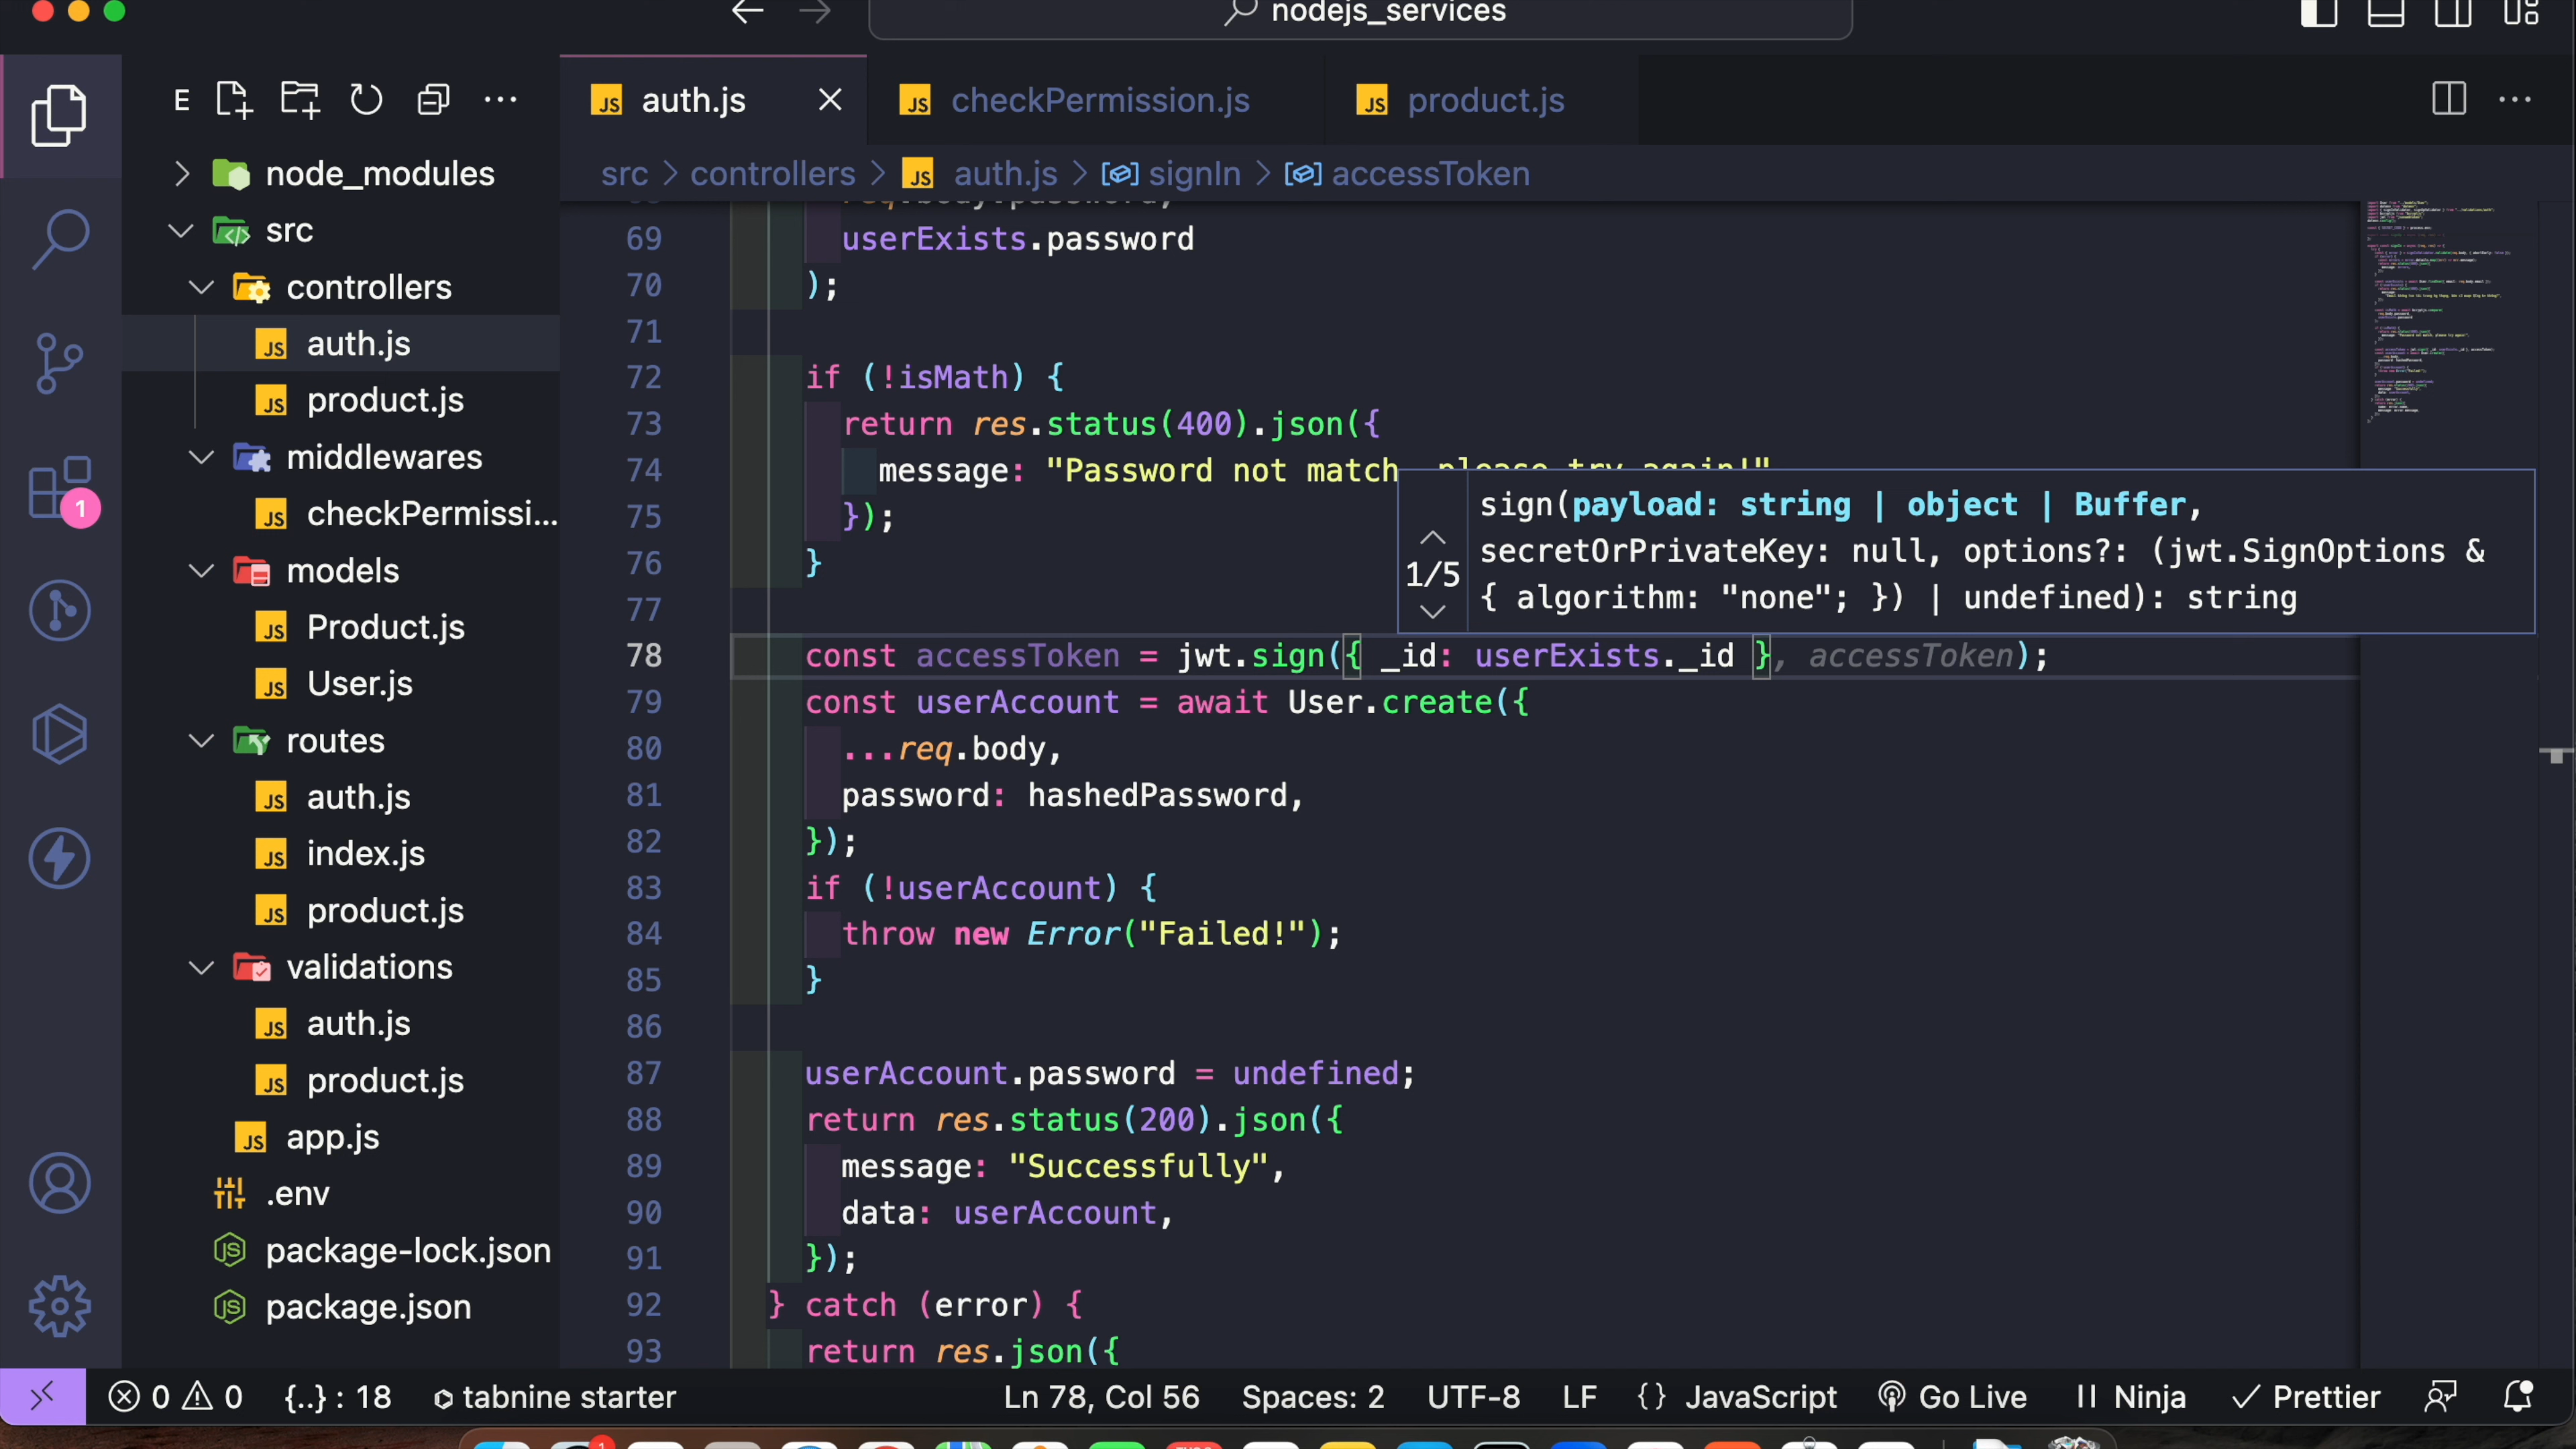 nodejs_services
E
auth.js
checkPermission.js
product.js
src > controllers > JS auth.js > signIn > accessToken
node_modules
src
controllers
auth.js
product.js
middlewares
checkPermissi...
models
Product.js
User.js
routes
auth.js
index.js
product.js
validations
auth.js
product.js
app.js
.env
package-lock.json
package.json
1
req.body.password,
69 userExists.password
70 );
71
72 if (!isMath) {
73 return res.status(400).json({
74 message: "Password not match, please try again!"
75 });
76 }
77
78 const accessToken = jwt.sign({ _id: userExists._id }, accessToken);
79 const userAccount = await User.create({
80 ...req.body,
81 password: hashedPassword,
82 });
83 if (!userAccount) {
84 throw new Error("Failed!");
85 }
86
87 userAccount.password = undefined;
88 return res.status(200).json({
89 message: "Successfully",
90 data: userAccount,
91 });
92 } catch (error) {
93 return res.json({
1/5
sign(payload: string | object | Buffer,
secretOrPrivateKey: null, options?: (jwt.SignOptions &
{ algorithm: "none"; }) | undefined): string
0 0 {..} : 18 tabnine starter Ln 78, Col 56 Spaces: 2 UTF-8 LF {} JavaScript Go Live Ninja Prettier